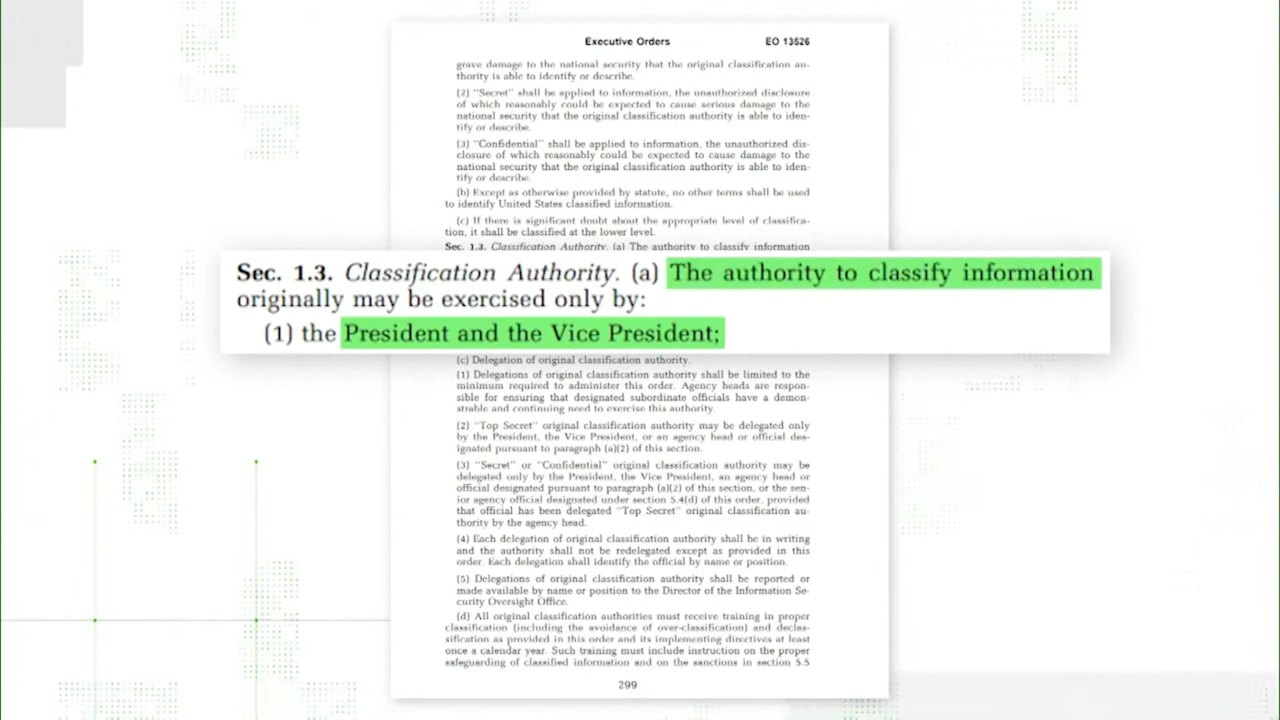 Executive Orders EO 13526
grave damage to the national security that the original classification au-
thority is able to identify or describe.
(2) "Secret" shall be applied to information, the unauthorized disclosure
of which reasonably could be expected to cause serious damage to the
national security that the original classification authority is able to iden-
tify or describe.
(3) "Confidential" shall be applied to information, the unauthorized dis-
closure of which reasonably could be expected to cause damage to the
national security that the original classification authority is able to iden-
tify or describe.
(b) Except as otherwise provided by statute, no other terms shall be used
to identify United States classified information.
(c) If there is significant doubt about the appropriate level of classifica-
tion, it shall be classified at the lower level.
Sec. 1.3. Classification Authority. (a) The authority to classify information
Sec. 1.3. Classification Authority. (a) The authority to classify information
originally may be exercised only by:
(1) the President and the Vice President;
(c) Delegation of original classification authority.
(1) Delegations of original classification authority shall be limited to the
minimum required to administer this order. Agency heads are respon-
sible for ensuring that designated subordinate officials have a demon-
strable and continuing need to exercise this authority.
(2) "Top Secret" original classification authority may be delegated only
by the President, the Vice President, or an agency head or official des-
ignated pursuant to paragraph (a)(2) of this section.
(3) "Secret" or "Confidential" original classification authority may be
delegated only by the President, the Vice President, an agency head or
official designated pursuant to paragraph (a)(2) of this section, or the sen-
ior agency official designated under section 5.4(d) of this order, provided
that official has been delegated "Top Secret" original classification au-
thority by the agency head.
(4) Each delegation of original classification authority shall be in writing
and the authority shall not be redelegated except as provided in this
order. Each delegation shall identify the official by name or position.
(5) Delegations of original classification authority shall be reported or
made available by name or position to the Director of the Information Se-
curity Oversight Office.
(d) All original classification authorities must receive training in proper
classification (including the avoidance of over-classification) and declas-
sification as provided in this order and its implementing directives at least
once a calendar year. Such training must include instruction on the proper
safeguarding of classified information and on the sanctions in section 5.5
299